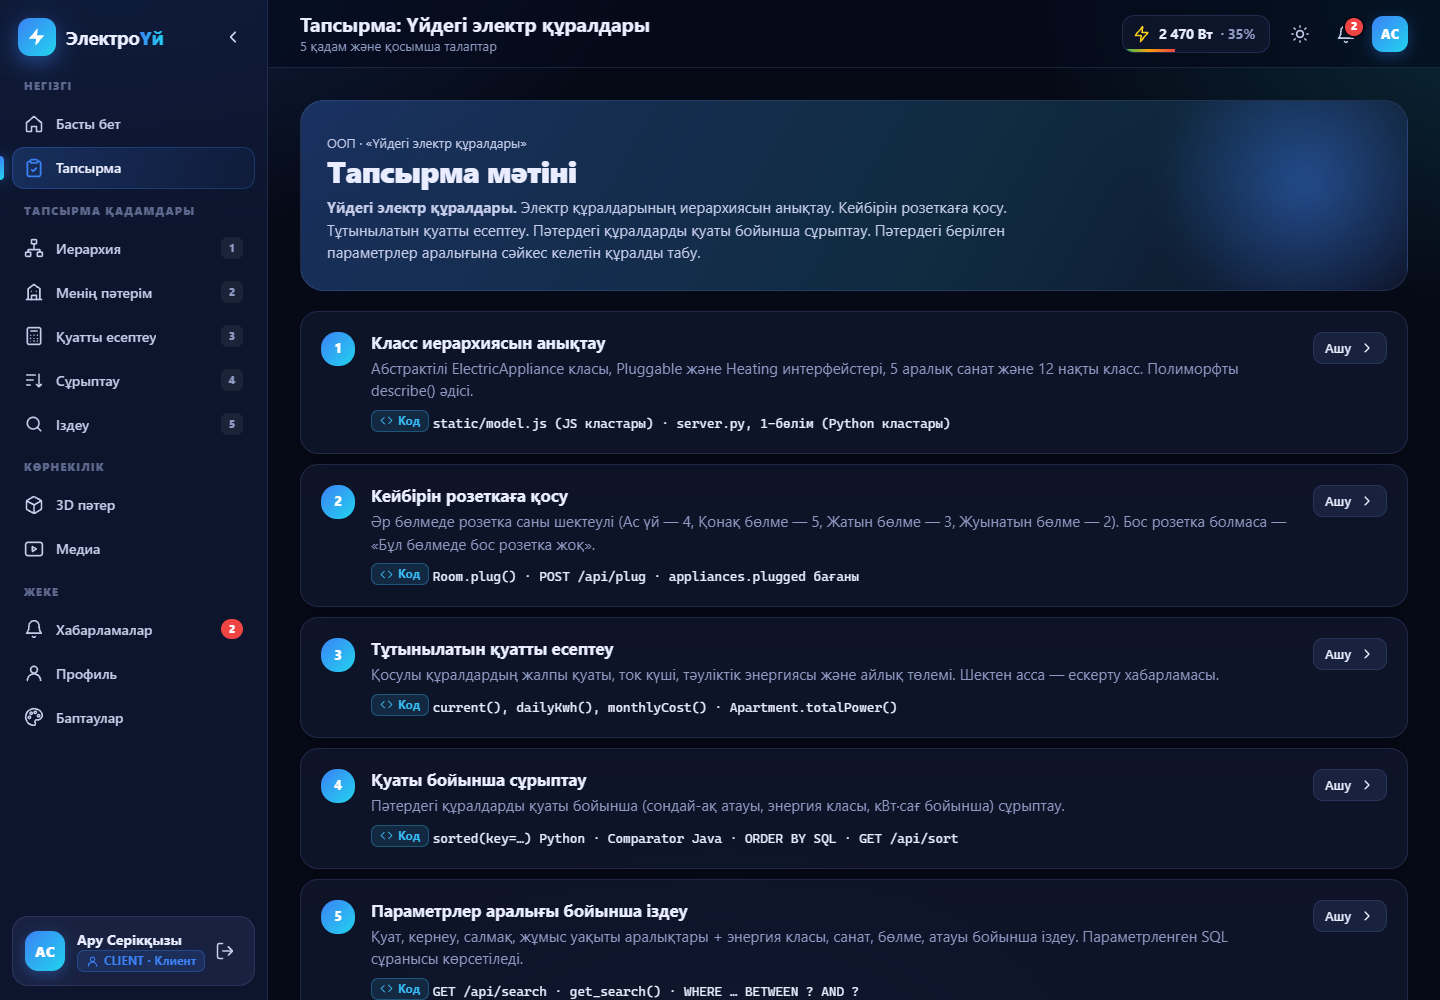 ЭлектроҮй
НЕГІЗГІ
Басты бет
Тапсырма
ТАПСЫРМА ҚАДАМДАРЫ
Иерархия 1
Менің пәтерім 2
Қуатты есептеу 3
Сұрыптау 4
Іздеу 5
КӨРНЕКІЛІК
3D пәтер
Медиа
ЖЕКЕ
Хабарламалар 2
Профиль
Баптаулар
АС
Ару Серікқызы
CLIENT · Клиент
Тапсырма: Үйдегі электр құралдары
5 қадам және қосымша талаптар
2 470 Вт · 35%
2
АС
ООП · «Үйдегі электр құралдары»
Тапсырма мәтіні
Үйдегі электр құралдары. Электр құралдарының иерархиясын анықтау. Кейбірін розеткаға қосу.
Тұтынылатын қуатты есептеу. Пәтердегі құралдарды қуаты бойынша сұрыптау. Пәтердегі берілген
параметрлер аралығына сәйкес келетін құралды табу.
1
Класс иерархиясын анықтау
Абстрактілі ElectricAppliance класы, Pluggable және Heating интерфейстері, 5 аралық санат және 12 нақты класс. Полиморфты
describe() әдісі.
Код static/model.js (JS кластары) · server.py, 1-бөлім (Python кластары)
Ашу
2
Кейбірін розеткаға қосу
Әр бөлмеде розетка саны шектеулі (Ас үй — 4, Қонақ бөлме — 5, Жатын бөлме — 3, Жуынатын бөлме — 2). Бос розетка болмаса —
«Бұл бөлмеде бос розетка жоқ».
Код Room.plug() · POST /api/plug · appliances.plugged бағаны
Ашу
3
Тұтынылатын қуатты есептеу
Қосулы құралдардың жалпы қуаты, ток күші, тәуліктік энергиясы және айлық төлемі. Шектен асса — ескерту хабарламасы.
Код current(), dailyKwh(), monthlyCost() · Apartment.totalPower()
Ашу
4
Қуаты бойынша сұрыптау
Пәтердегі құралдарды қуаты бойынша (сондай-ақ атауы, энергия класы, кВт·сағ бойынша) сұрыптау.
Код sorted(key=…) Python · Comparator Java · ORDER BY SQL · GET /api/sort
Ашу
5
Параметрлер аралығы бойынша іздеу
Қуат, кернеу, салмақ, жұмыс уақыты аралықтары + энергия класы, санат, бөлме, атауы бойынша іздеу. Параметрленген SQL
сұранысы көрсетіледі.
Код GET /api/search · get_search() · WHERE … BETWEEN ? AND ?
Ашу